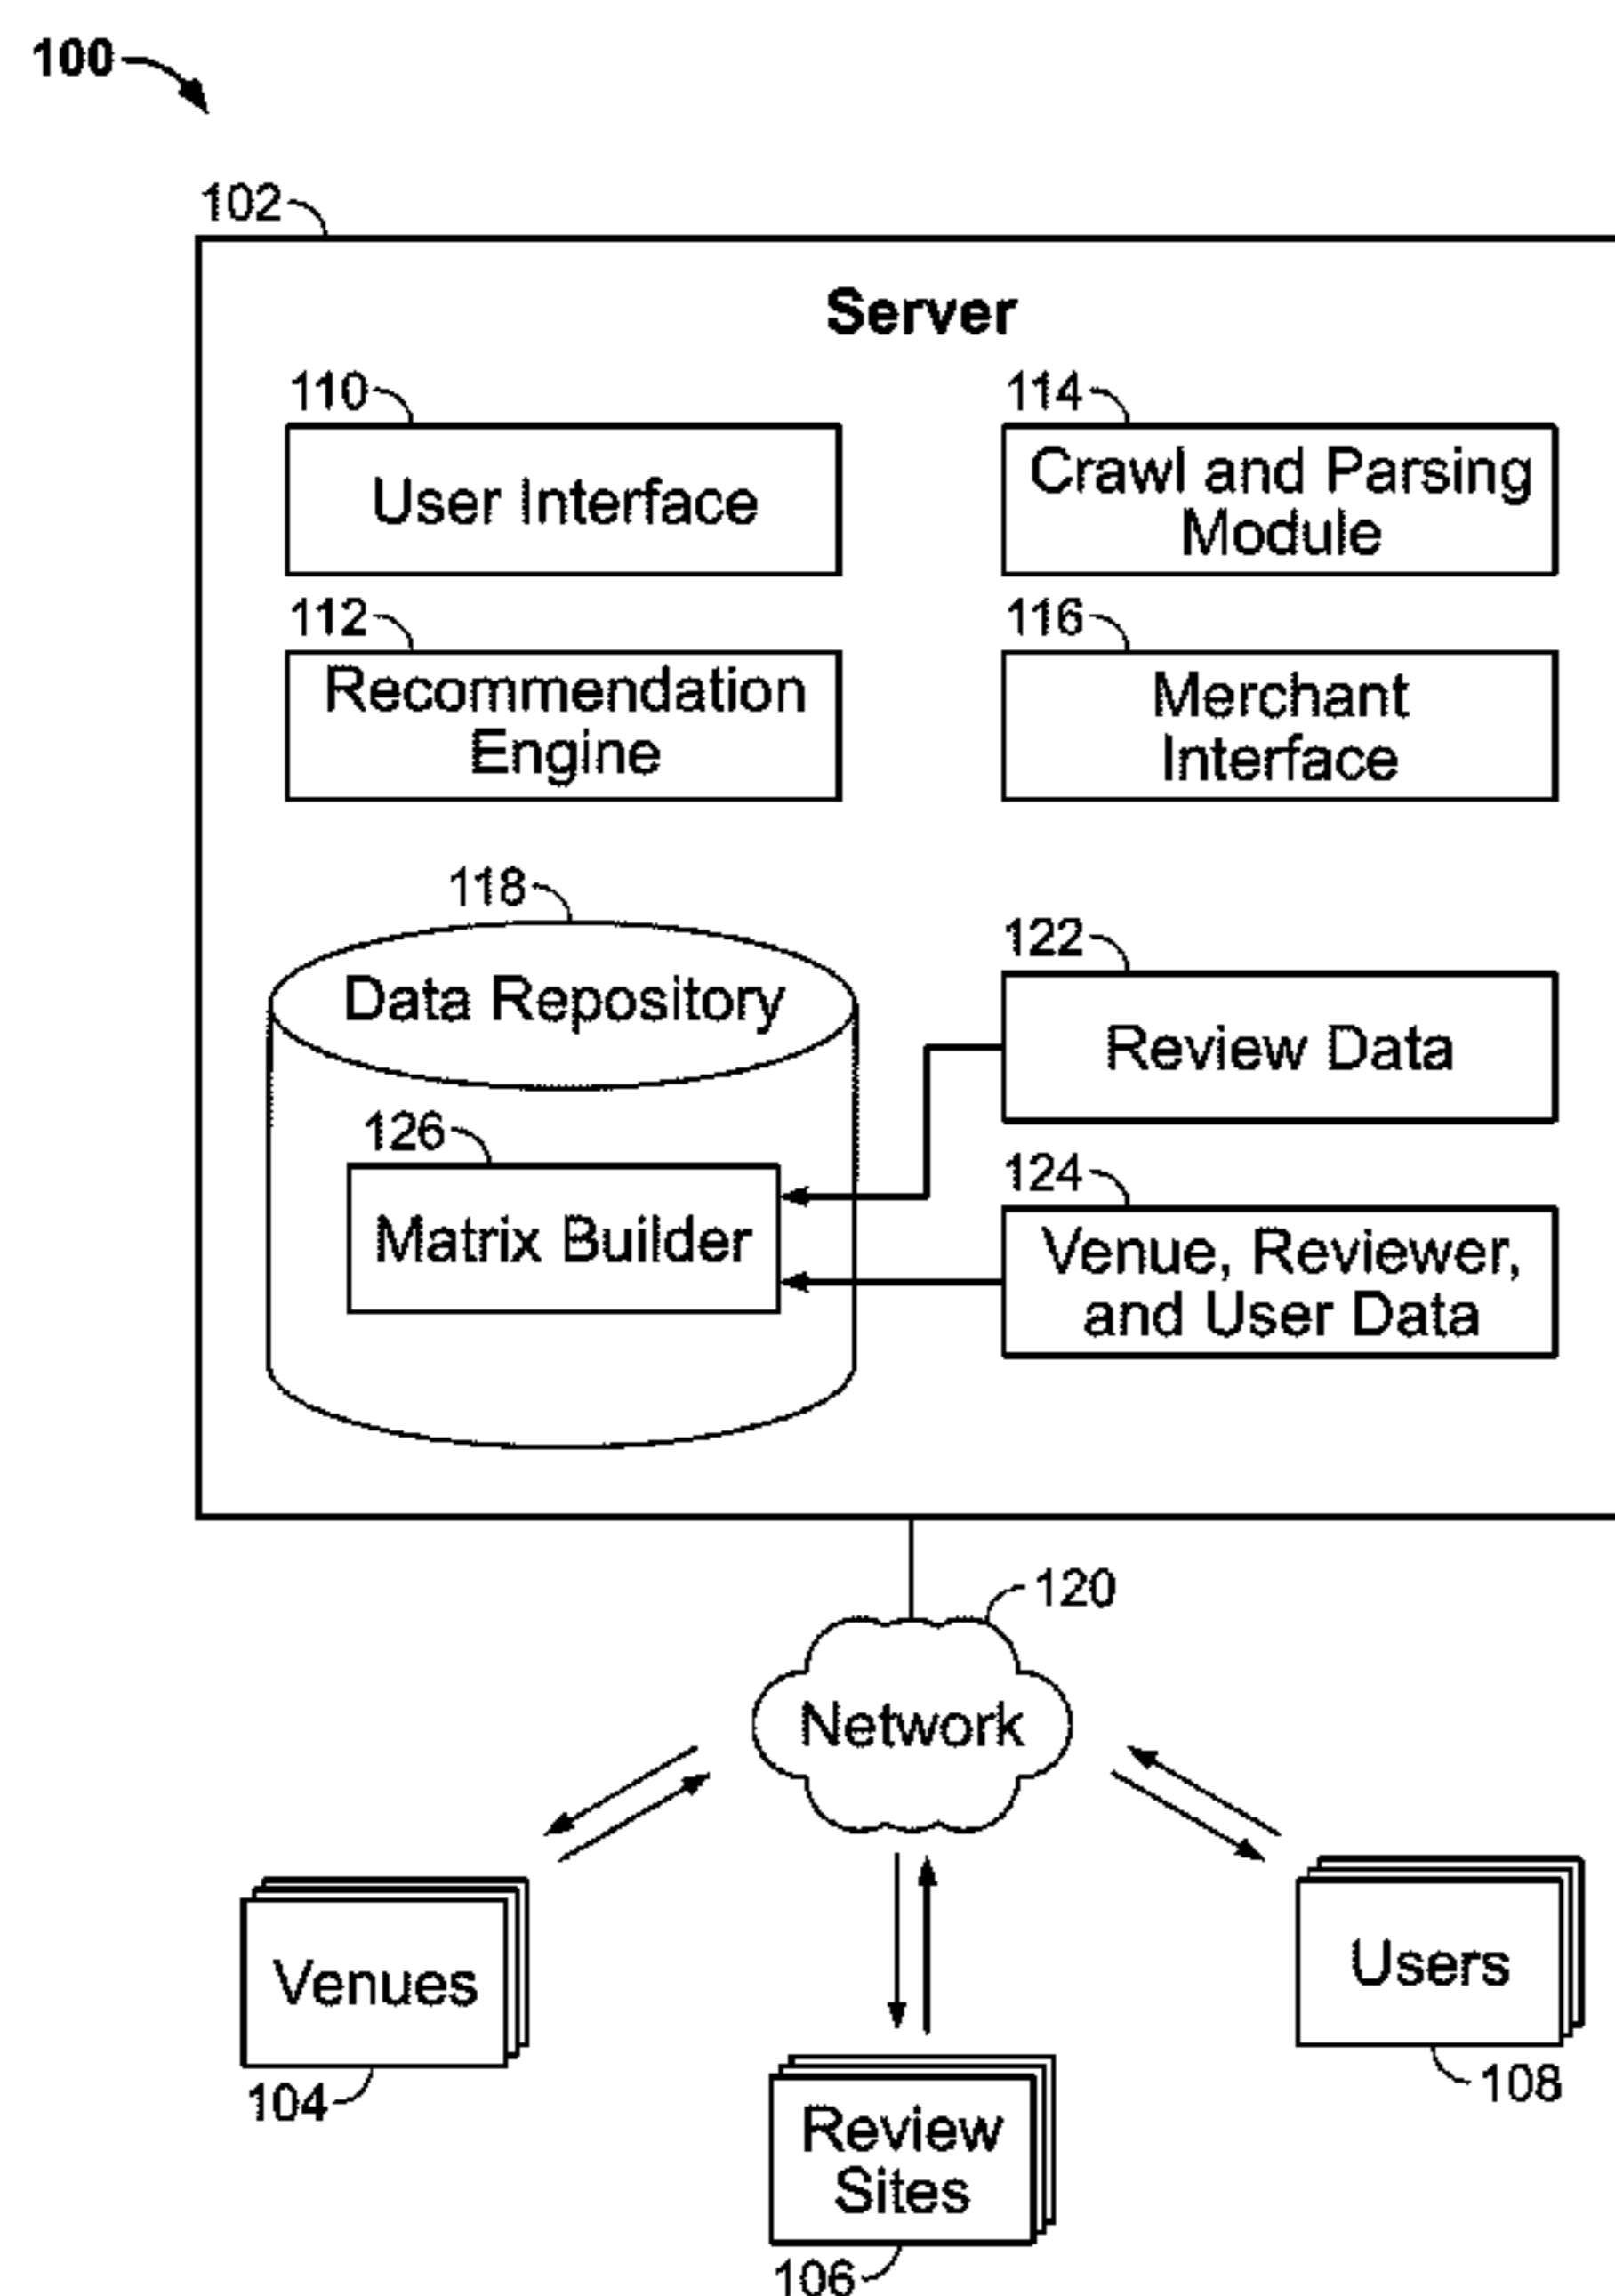 100
102
Server
110
User Interface
114
Crawl and Parsing
Module
112
Recommendation
Engine
116
Merchant
Interface
118
Data Repository
122
Review Data
126
Matrix Builder
124
Venue, Reviewer,
and User Data
120
Network
Venues
104
Users
108
Review
Sites
106